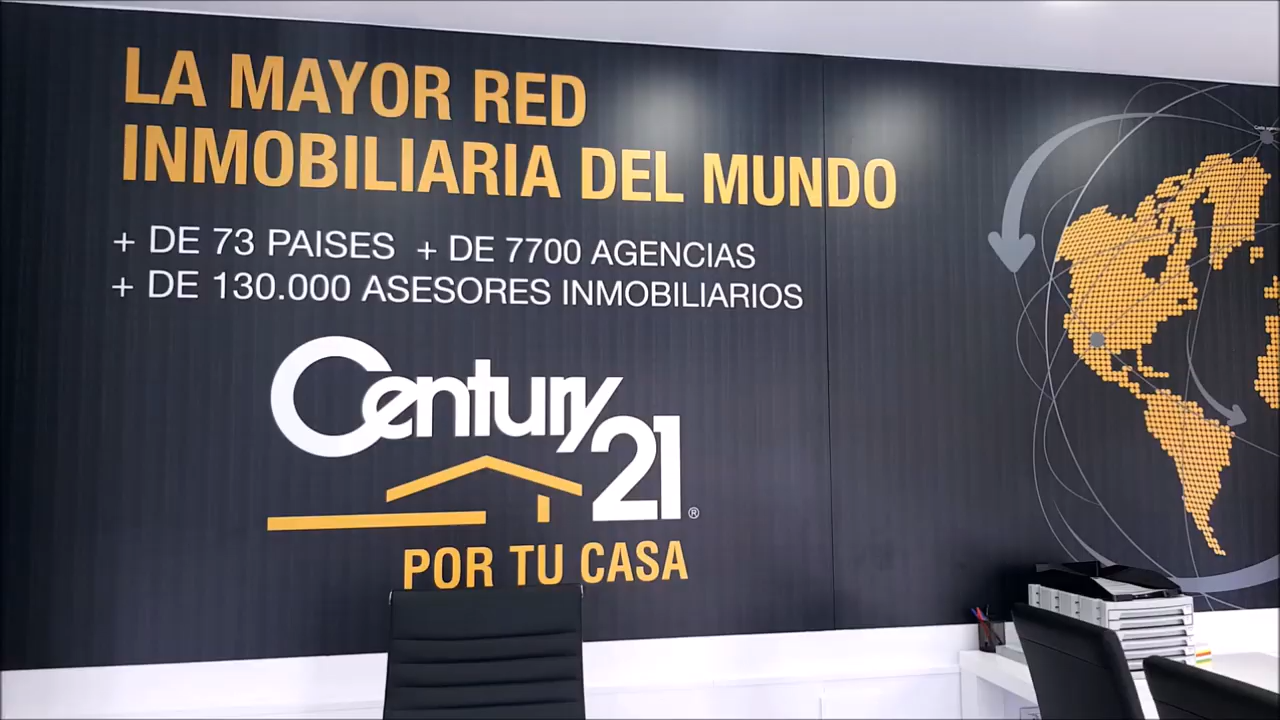 LA MAYOR RED
INMOBILIARIA DEL MUNDO
+ DE 73 PAISES + DE 7700 AGENCIAS
+ DE 130.000 ASESORES INMOBILIARIOS
Century
21®
POR TU CASA